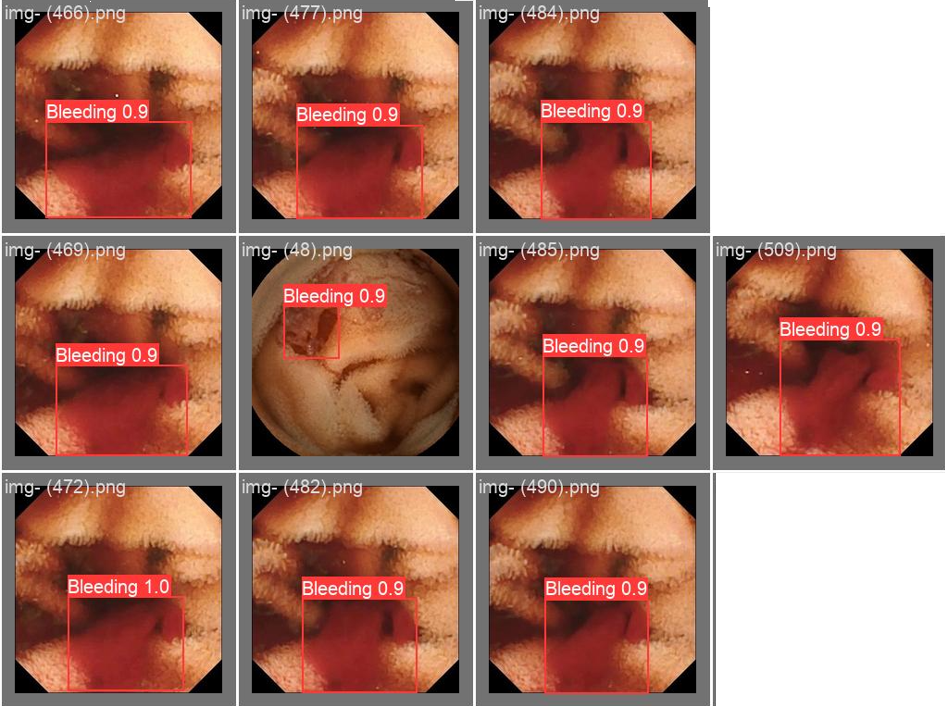 img- (466).png
Bleeding 0.9
img- (477).png
Bleeding 0.9
img- (484).png
Bleeding 0.9
img- (469).png
Bleeding 0.9
img- (48).png
Bleeding 0.9
img- (485).png
Bleeding 0.9
img- (509).png
Bleeding 0.9
img- (472).png
Bleeding 1.0
img- (482).png
Bleeding 0.9
img- (490).png
Bleeding 0.9